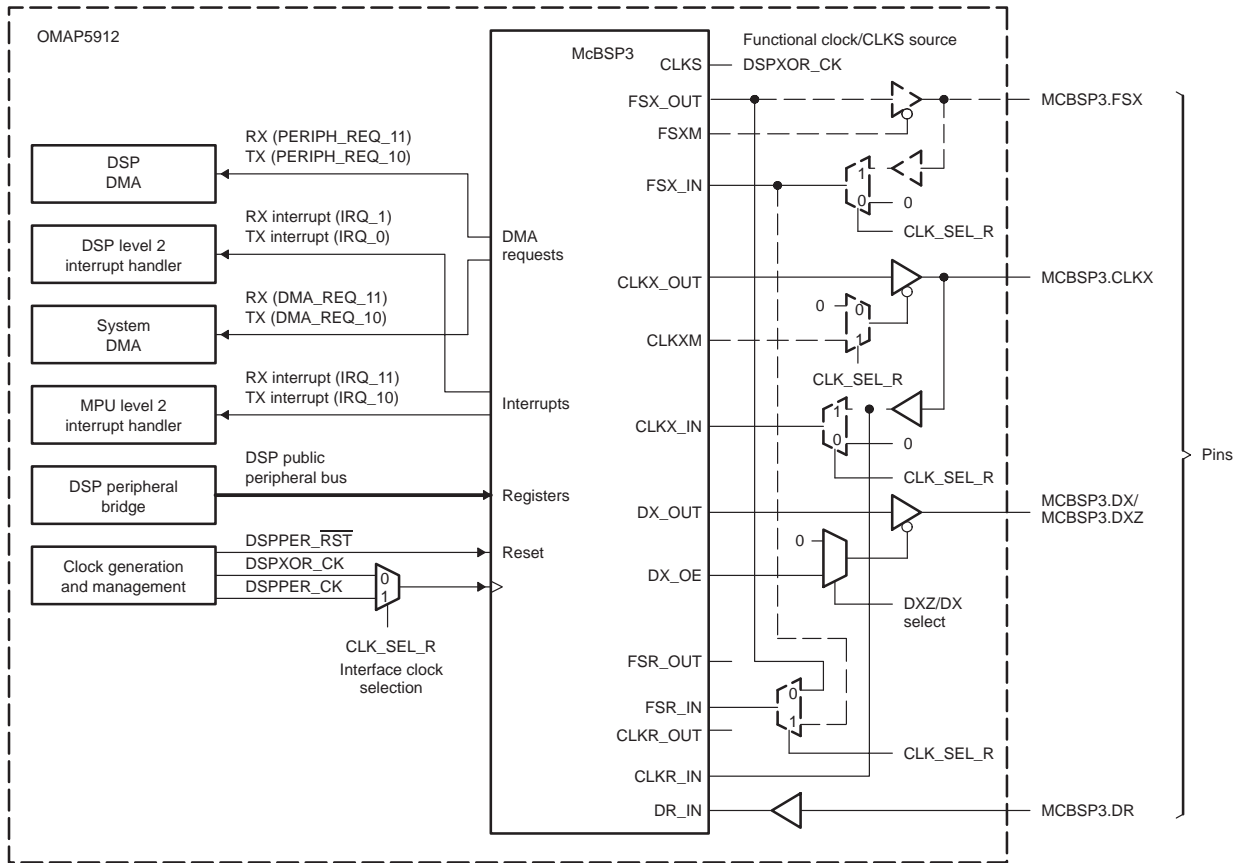 OMAP5912
McBSP3
Functional clock/CLKS source
CLKS
DSPXOR_CK
FSX_OUT
MCBSP3.FSX
FSXM
RX (PERIPH_REQ_11)
TX (PERIPH_REQ_10)
DSP
DMA
1
FSX_IN
0
0
CLK_SEL_R
RX interrupt (IRQ_1)
TX interrupt (IRQ_0)
DSP level 2
interrupt handler
DMA
requests
CLKX_OUT
MCBSP3.CLKX
0
0
RX (DMA_REQ_11)
TX (DMA_REQ_10)
System
DMA
CLKXM
1
CLK_SEL_R
RX interrupt (IRQ_11)
TX interrupt (IRQ_10)
MPU level 2
interrupt handler
Interrupts
1
CLKX_IN
0
0
CLK_SEL_R
Pins
DSP public
peripheral bus
DSP peripheral
bridge
Registers
DX_OUT
MCBSP3.DX/
MCBSP3.DXZ
0
DSPPER_RST
Reset
Clock generation
and management
DSPXOR_CK
DSPPER_CK
0
1
DX_OE
DXZ/DX
select
CLK_SEL_R
Interface clock
selection
FSR_OUT
0
FSR_IN
1
CLKR_OUT
CLK_SEL_R
CLKR_IN
DR_IN
MCBSP3.DR